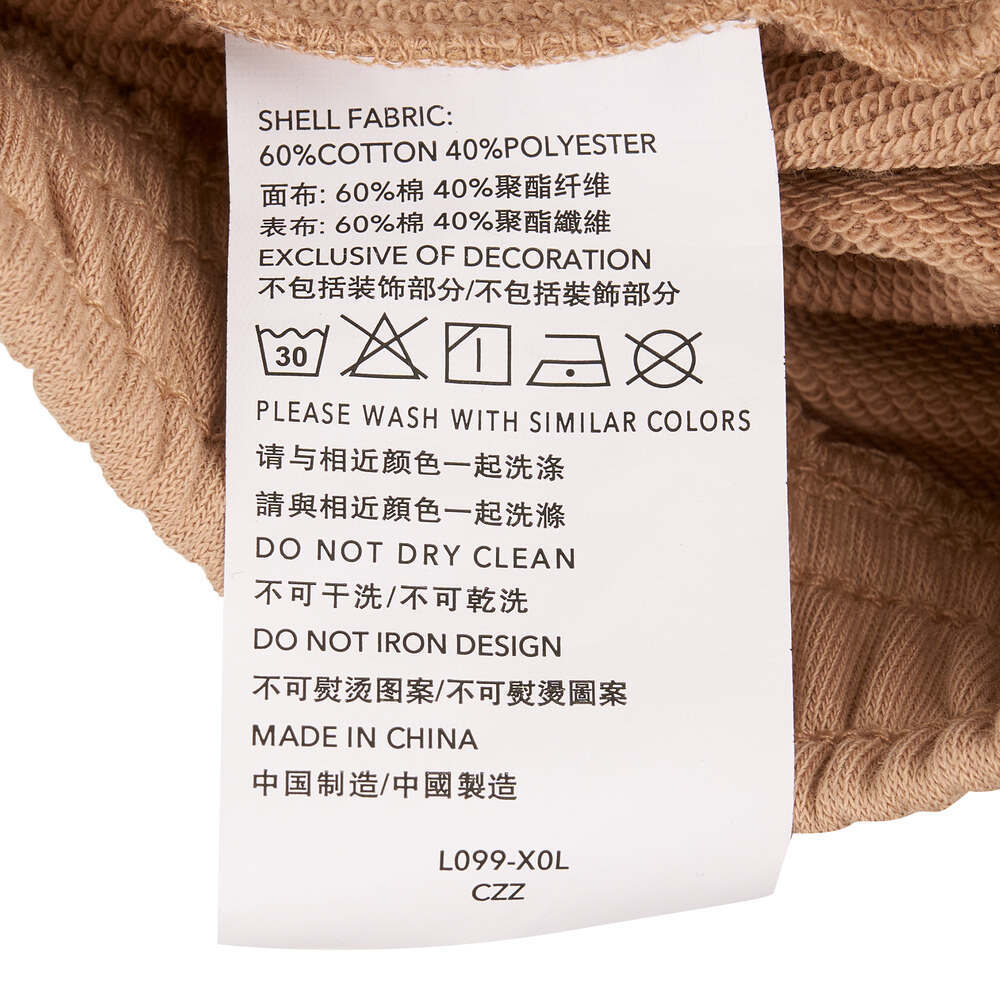 SHELL FABRIC:
60%COTTON 40%POLYESTER
面布: 60%棉 40%聚酯纤维
表布: 60%棉 40%聚酯纖維
EXCLUSIVE OF DECORATION
不包括装饰部分/不包括裝飾部分
30
PLEASE WASH WITH SIMILAR COLORS
请与相近颜色一起洗涤
請與相近顏色一起洗滌
DO NOT DRY CLEAN
不可干洗/不可乾洗
DO NOT IRON DESIGN
不可熨烫图案/不可熨燙圖案
MADE IN CHINA
中国制造/中國製造
L099-X0L
CZZ